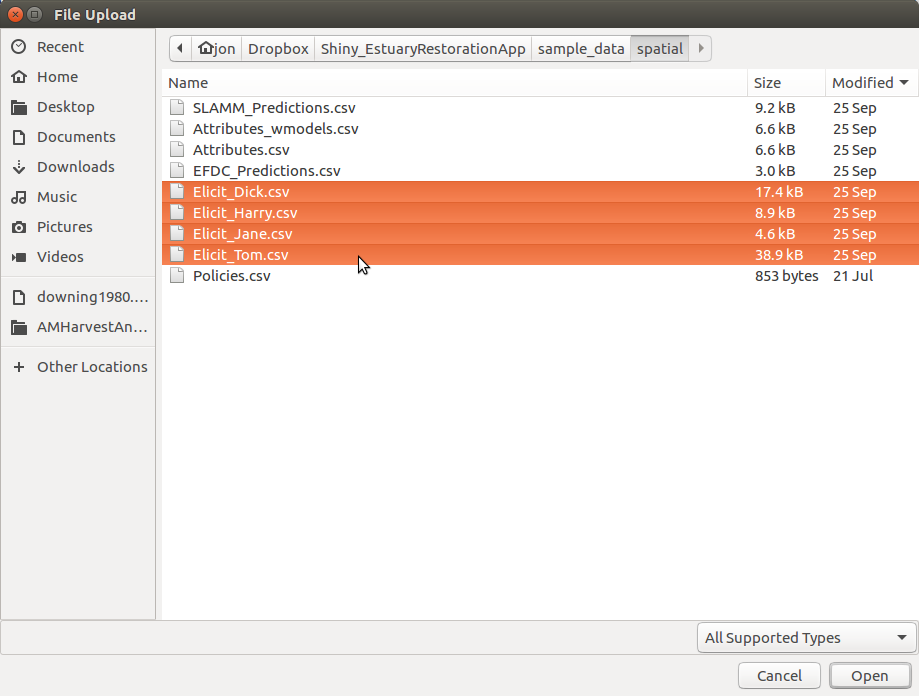 File Upload
Recent
Home
Desktop
Documents
Downloads
Music
Pictures
Videos
downing1980....
AMHarvestAn...
Other Locations
jon Dropbox Shiny_EstuaryRestorationApp sample_data spatial
Name Size Modified
SLAMM_Predictions.csv 9.2 kB 25 Sep
Attributes_wmodels.csv 6.6 kB 25 Sep
Attributes.csv 6.6 kB 25 Sep
EFDC_Predictions.csv 3.0 kB 25 Sep
Elicit_Dick.csv 17.4 kB 25 Sep
Elicit_Harry.csv 8.9 kB 25 Sep
Elicit_Jane.csv 4.6 kB 25 Sep
Elicit_Tom.csv 38.9 kB 25 Sep
Policies.csv 853 bytes 21 Jul
All Supported Types
Cancel Open